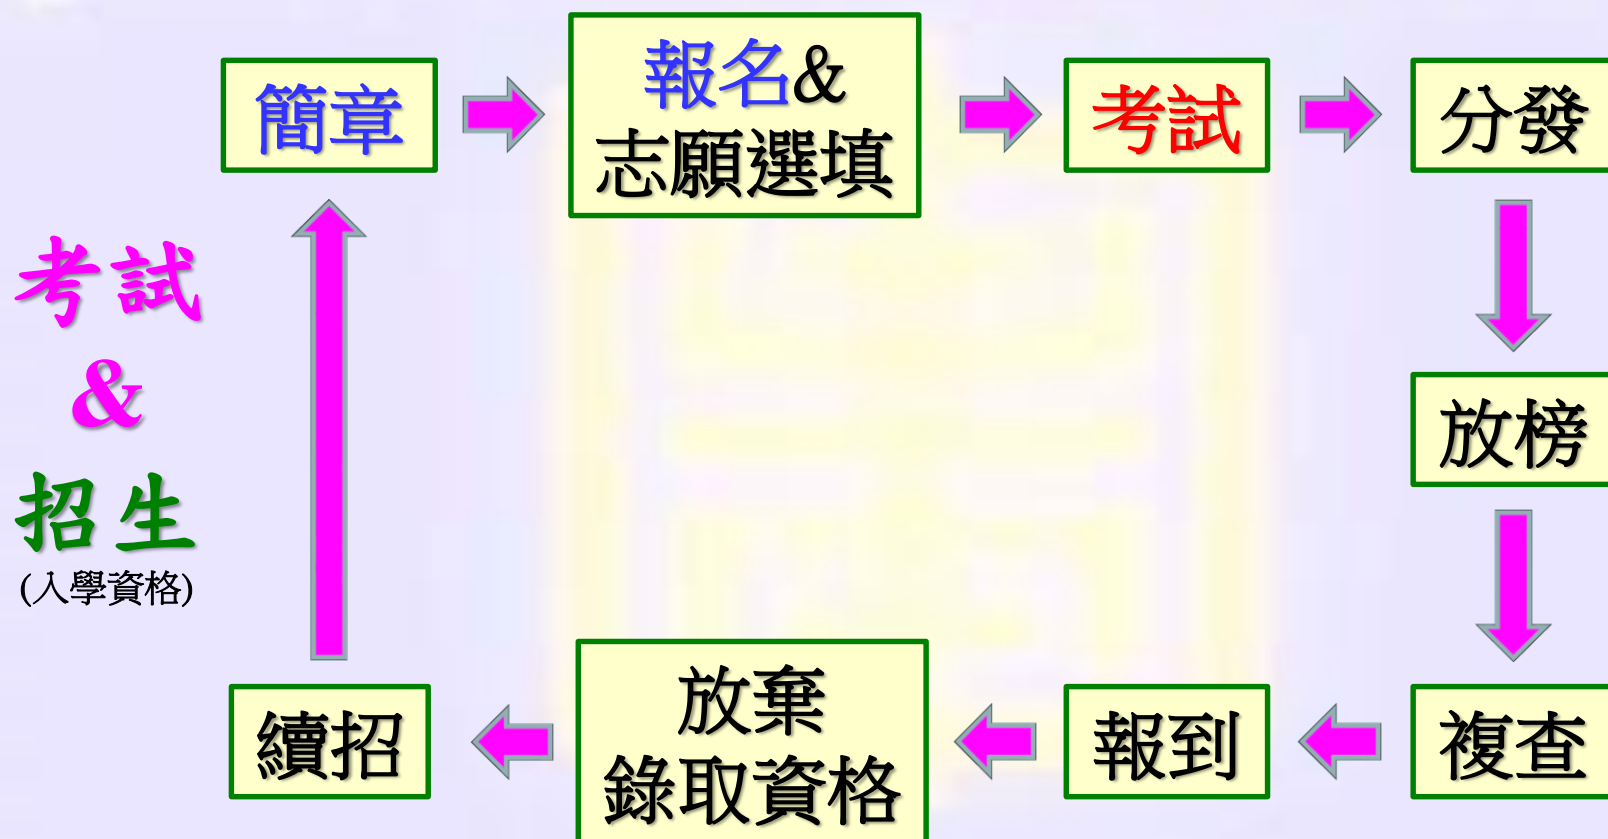 簡章
報名&
志願選填
考試
分發
考試
&
招生
(入學資格)
放榜
複查
報到
放棄
錄取資格
續招